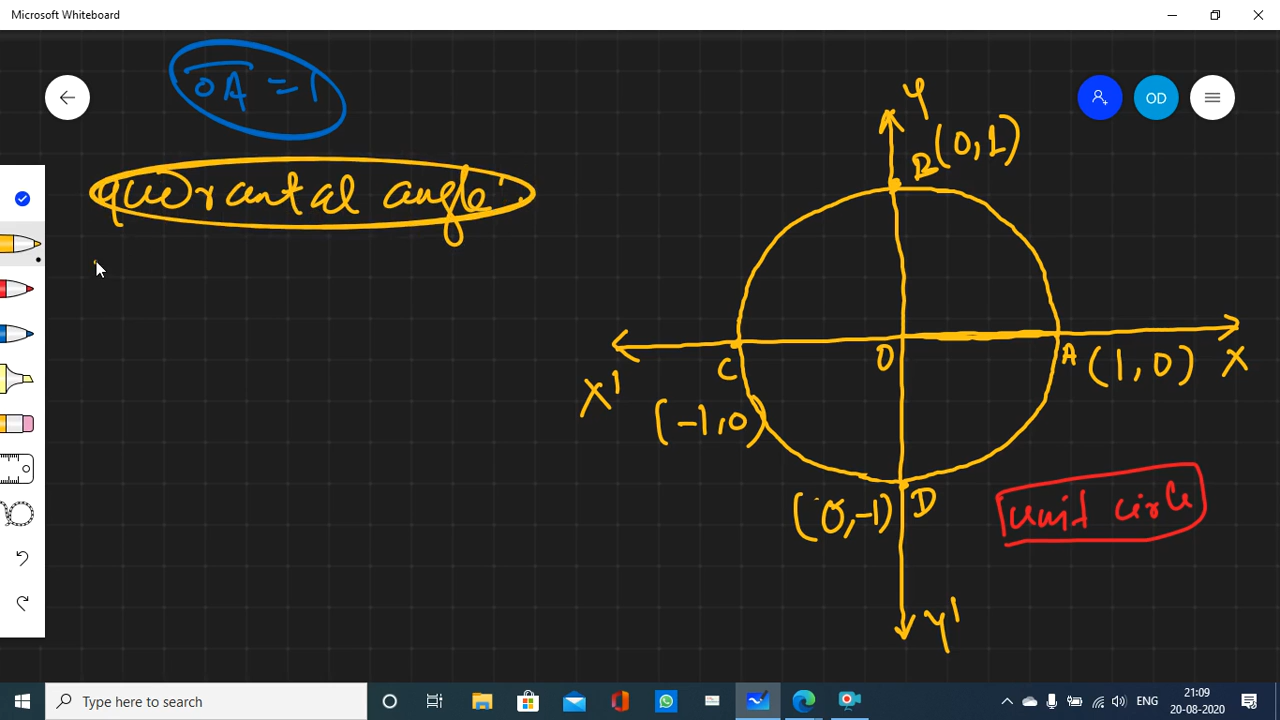 Microsoft Whiteboard
OA = 1
quadrantal angle
OD
Y
B (0,1)
X'
C
(-1,0)
O
A (1,0)
X
(0,-1) D
unit circle
Y'
Type here to search
ENG
21:09
20-08-2020